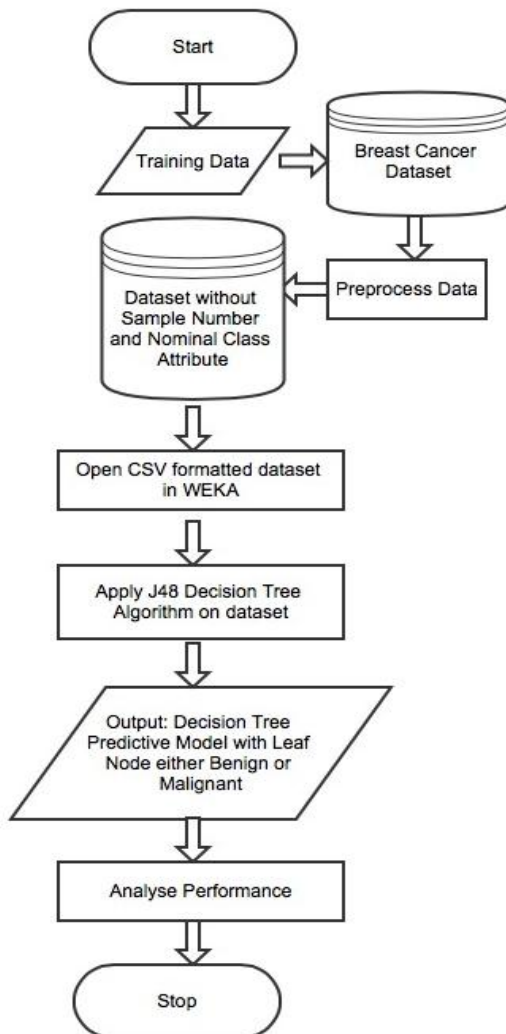 Start
Training Data
Breast Cancer
Dataset
Preprocess Data
Dataset without
Sample Number
and Nominal Class
Attribute
Open CSV formatted dataset
in WEKA
Apply J48 Decision Tree
Algorithm on dataset
Output: Decision Tree
Predictive Model with Leaf
Node either Benign or
Malignant
Analyse Performance
Stop